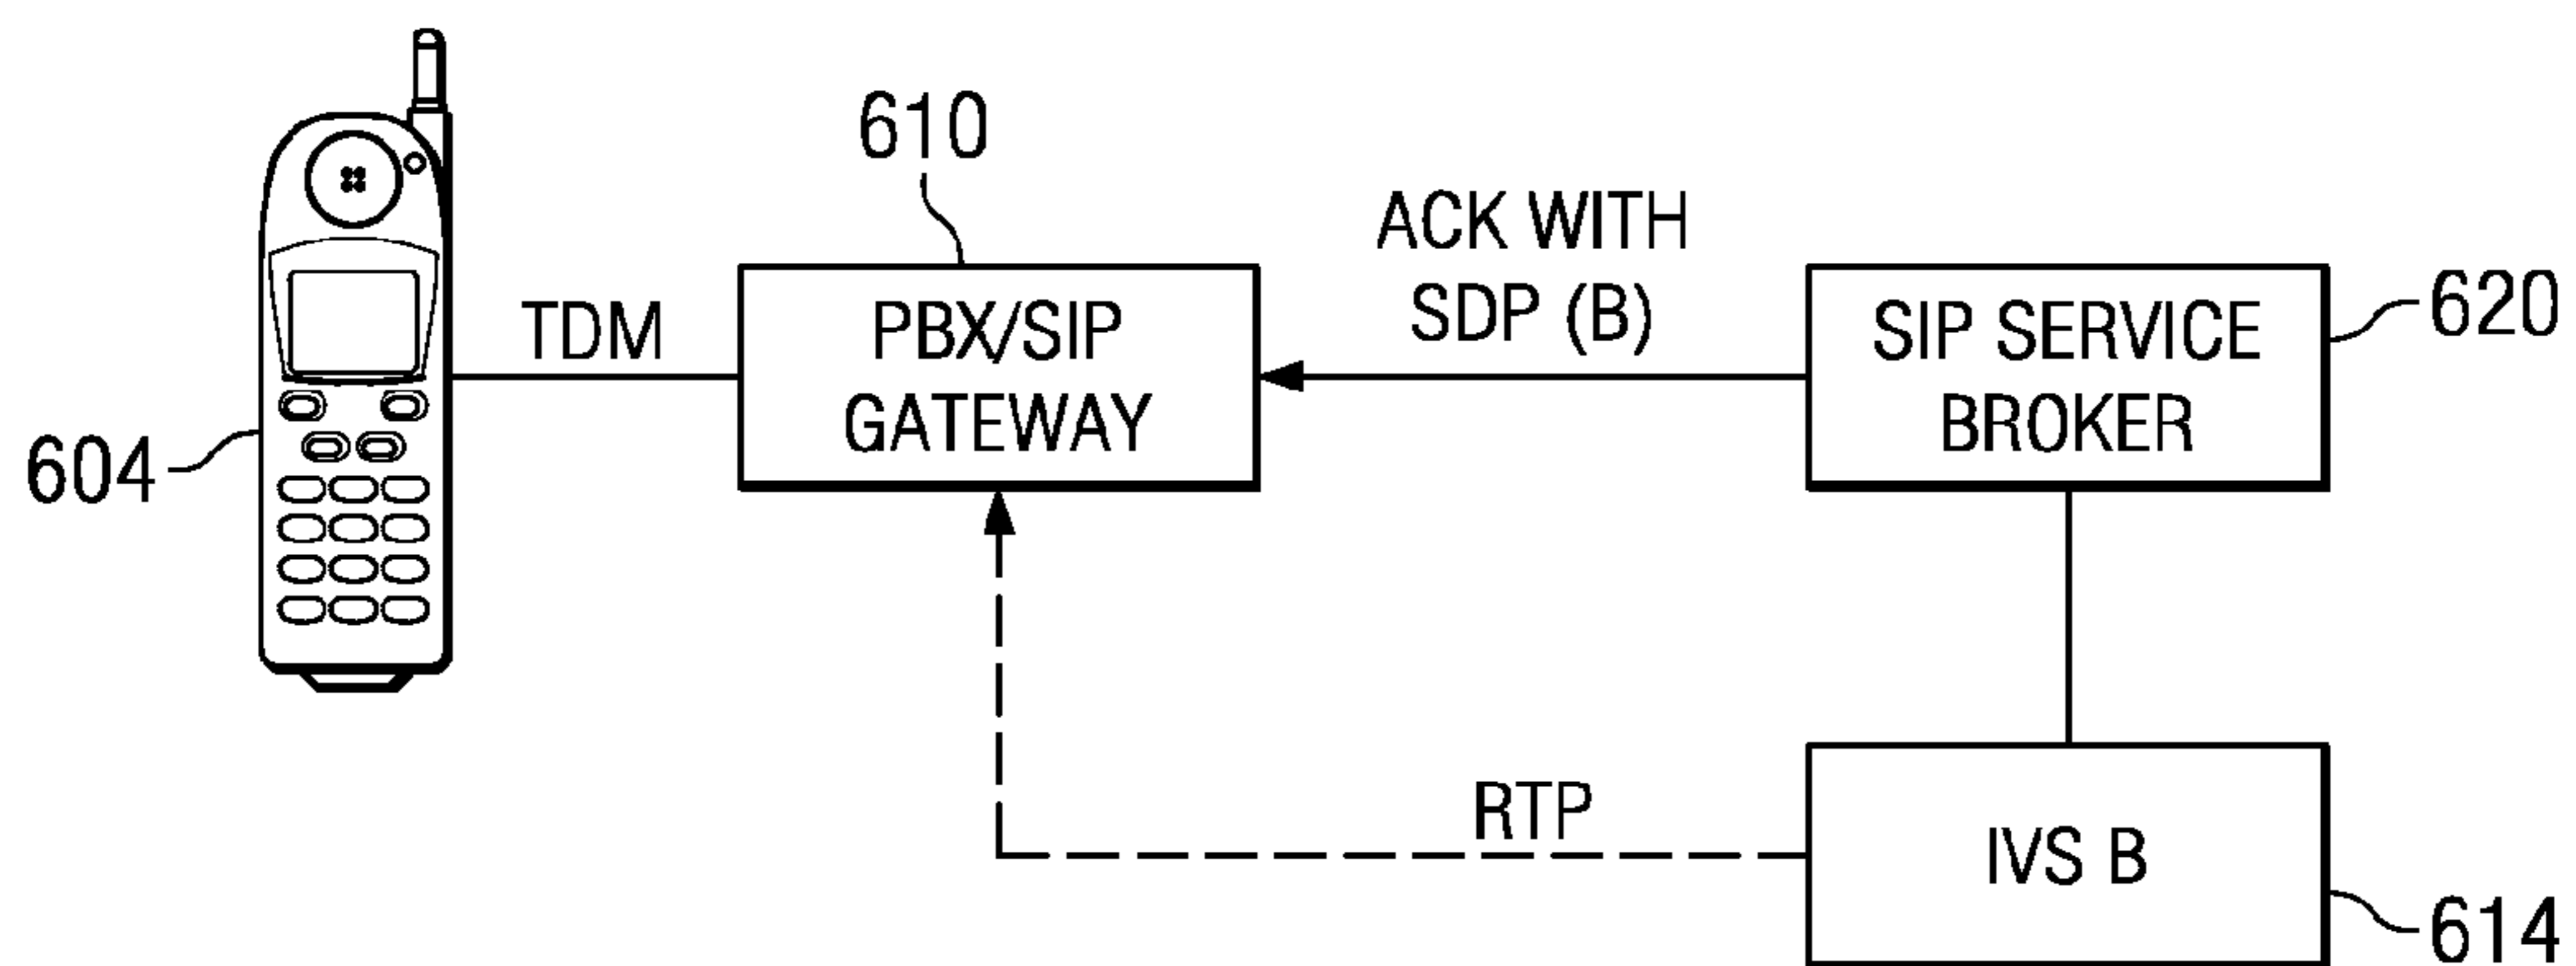 610
ACK WITH
SDP (B)
TDM
PBX/SIP
GATEWAY
SIP SERVICE
BROKER
620
604
RTP
IVS B
614